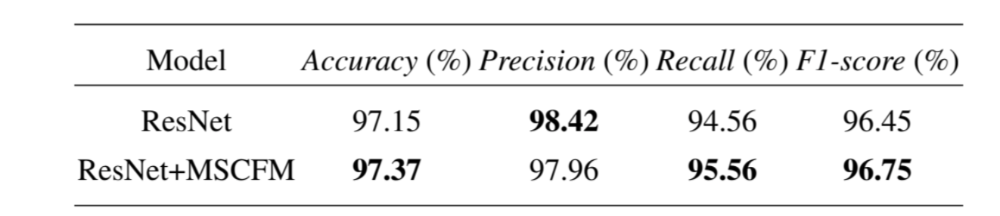 Model Accuracy (%) Precision (%) Recall (%) F1-score (%)
ResNet 97.15 98.42 94.56 96.45
ResNet+MSCFM 97.37 97.96 95.56 96.75